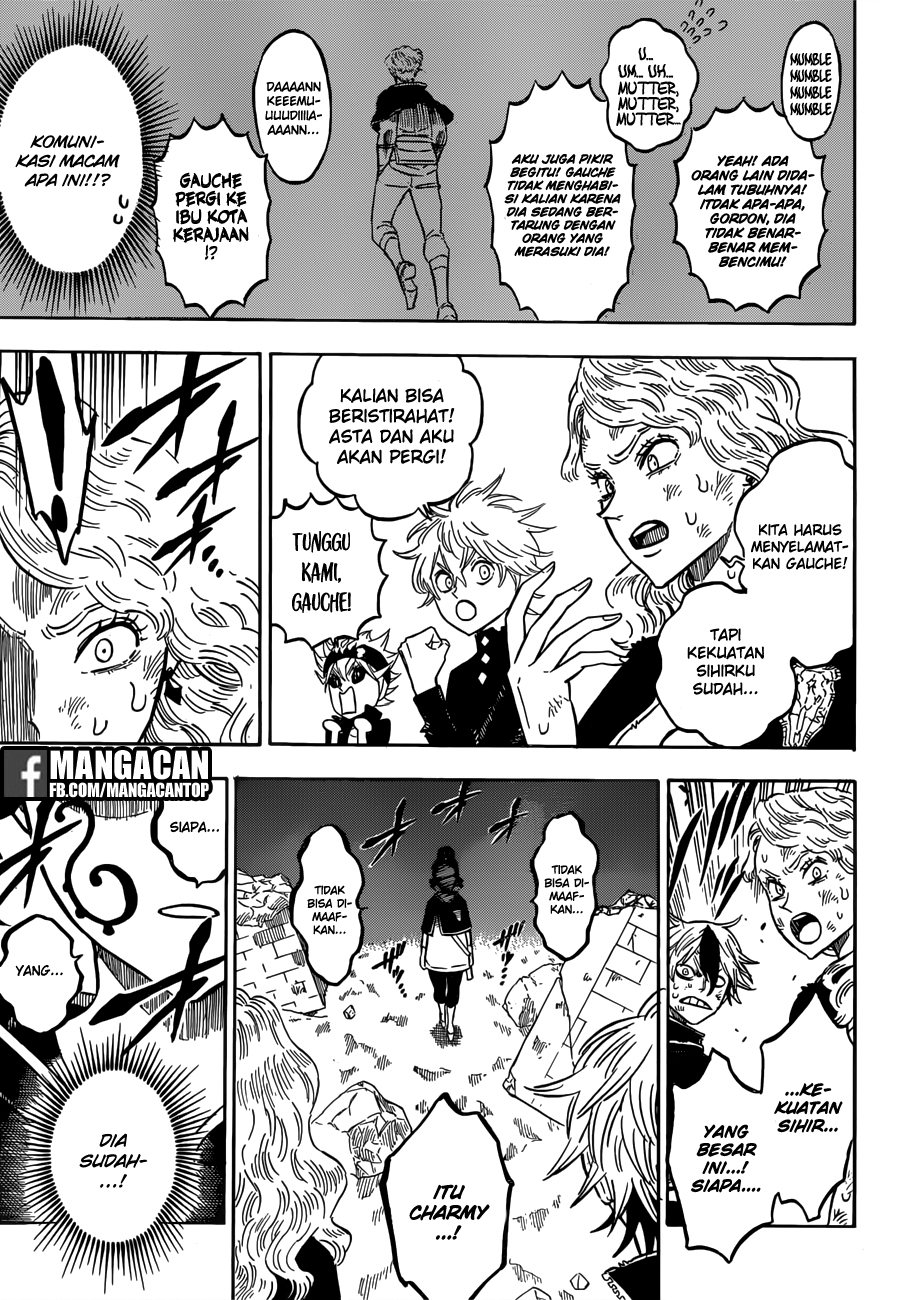 MUMBLE
MUMBLE
MUMBLE
MUMBLE
YEAH! ADA
ORANG LAIN DIDA-
LAM TUBUHNYA!
ITDAK APA-APA,
GORDON, DIA
TIDAK BENAR-
BENAR MEM-
BENCIMU!
U...
UM... UH...
MUTTER,
MUTTER,
MUTTER...
AKU JUGA PIKIR
BEGITU! GAUCHE
TIDAK MENGHABI-
SI KALIAN KARENA
DIA SEDANG BER-
TARUNG DENGAN
ORANG YANG
MERASUKI DIA!
DAAAANN
KEEEMU-
UUUDIIIIA-
AAANN...
GAUCHE
PERGI KE
IBU KOTA
KERAJAAN
!?
KOMUNI-
KASI MACAM
APA INI!!?
KITA HARUS
MENYELAMAT-
KAN GAUCHE!
TAPI
KEKUATAN
SIHIRKU
SUDAH...
KALIAN BISA
BERISTIRAHAT!
ASTA DAN AKU
AKAN PERGI!
TUNGGU
KAMI,
GAUCHE!
!
...KE-
KUATAN
SIHIR...
YANG
BESAR
INI...!
SIAPA....
TIDAK
BISA DI-
MAAF-
KAN...
TIDAK
BISA DI-
MAAF-
KAN...
ITU
CHARMY
...!
SIAPA...
YANG...
DIA
SUDAH-
...!
MANGACAN
FB.COM/MANGACANTOP